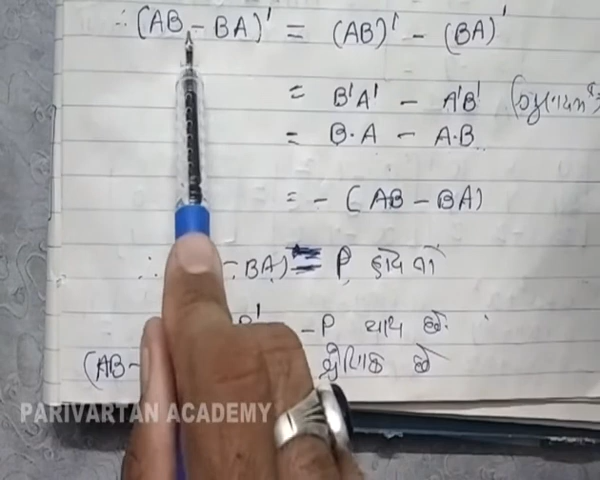 ∴ (AB - BA)' = (AB)' - (BA)'
= B'A' - A'B'
= B·A - A·B
= - (AB - BA)
∴ - BA) = P હોય તો
P' - P થાય છે.
(AB- છે
PARIVARTAN ACADEMY